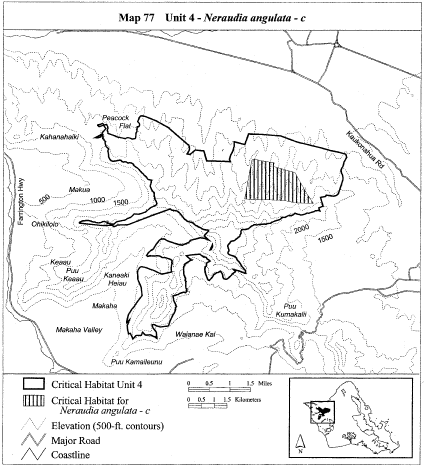 Map 77 Unit 4 - Neraudia angulata - c
Peacock
Flat
Kahanahaiki
Kaukonahua Rd
Farrington Hwy
500
Makua
1000
1500
Ohikilolo
2000
1500
Keaau
Puu
Keaau
Kaneaki
Heiau
Makaha
Puu
Kumakalii
Makaha Valley
Waianae Kai
Puu Kamaileunu
Critical Habitat Unit 4
Critical Habitat for
Neraudia angulata - c
Elevation (500-ft. contours)
Major Road
Coastline
0 0.5 1 1.5 Miles
0 0.5 1 1.5 Kilometers
N